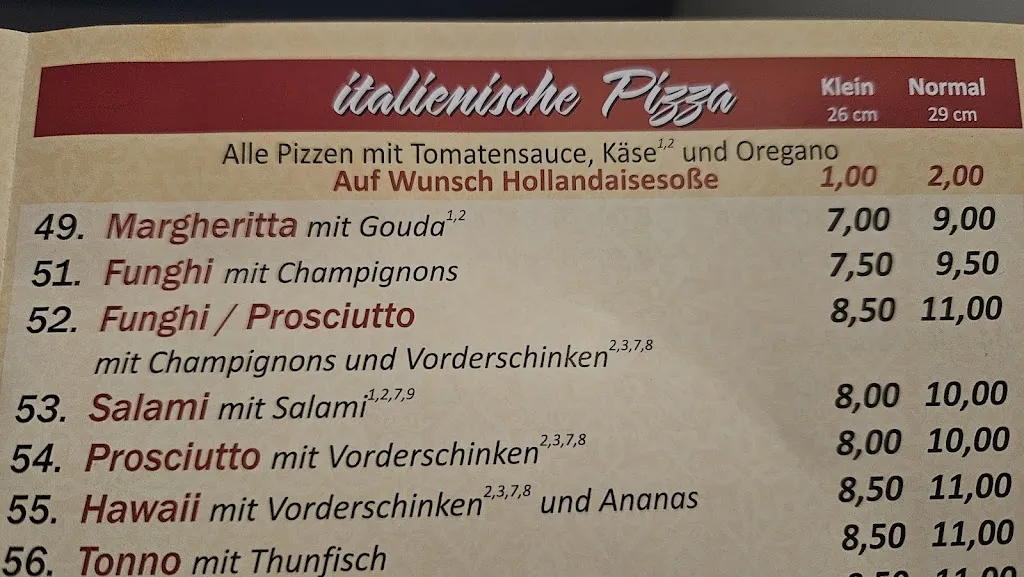 italienische Pizza Klein Normal
26 cm 29 cm
Alle Pizzen mit Tomatensauce, Käse1,2 und Oregano
Auf Wunsch Hollandaisesoße 1,00 2,00
49. Margheritta mit Gouda1,2 7,00 9,00
51. Funghi mit Champignons 7,50 9,50
52. Funghi / Prosciutto 8,50 11,00
mit Champignons und Vorderschinken2,3,7,8
53. Salami mit Salami1,2,7,9 8,00 10,00
54. Prosciutto mit Vorderschinken2,3,7,8 8,00 10,00
55. Hawaii mit Vorderschinken2,3,7,8 und Ananas 8,50 11,00
56. Tonno mit Thunfisch 8,50 11,00